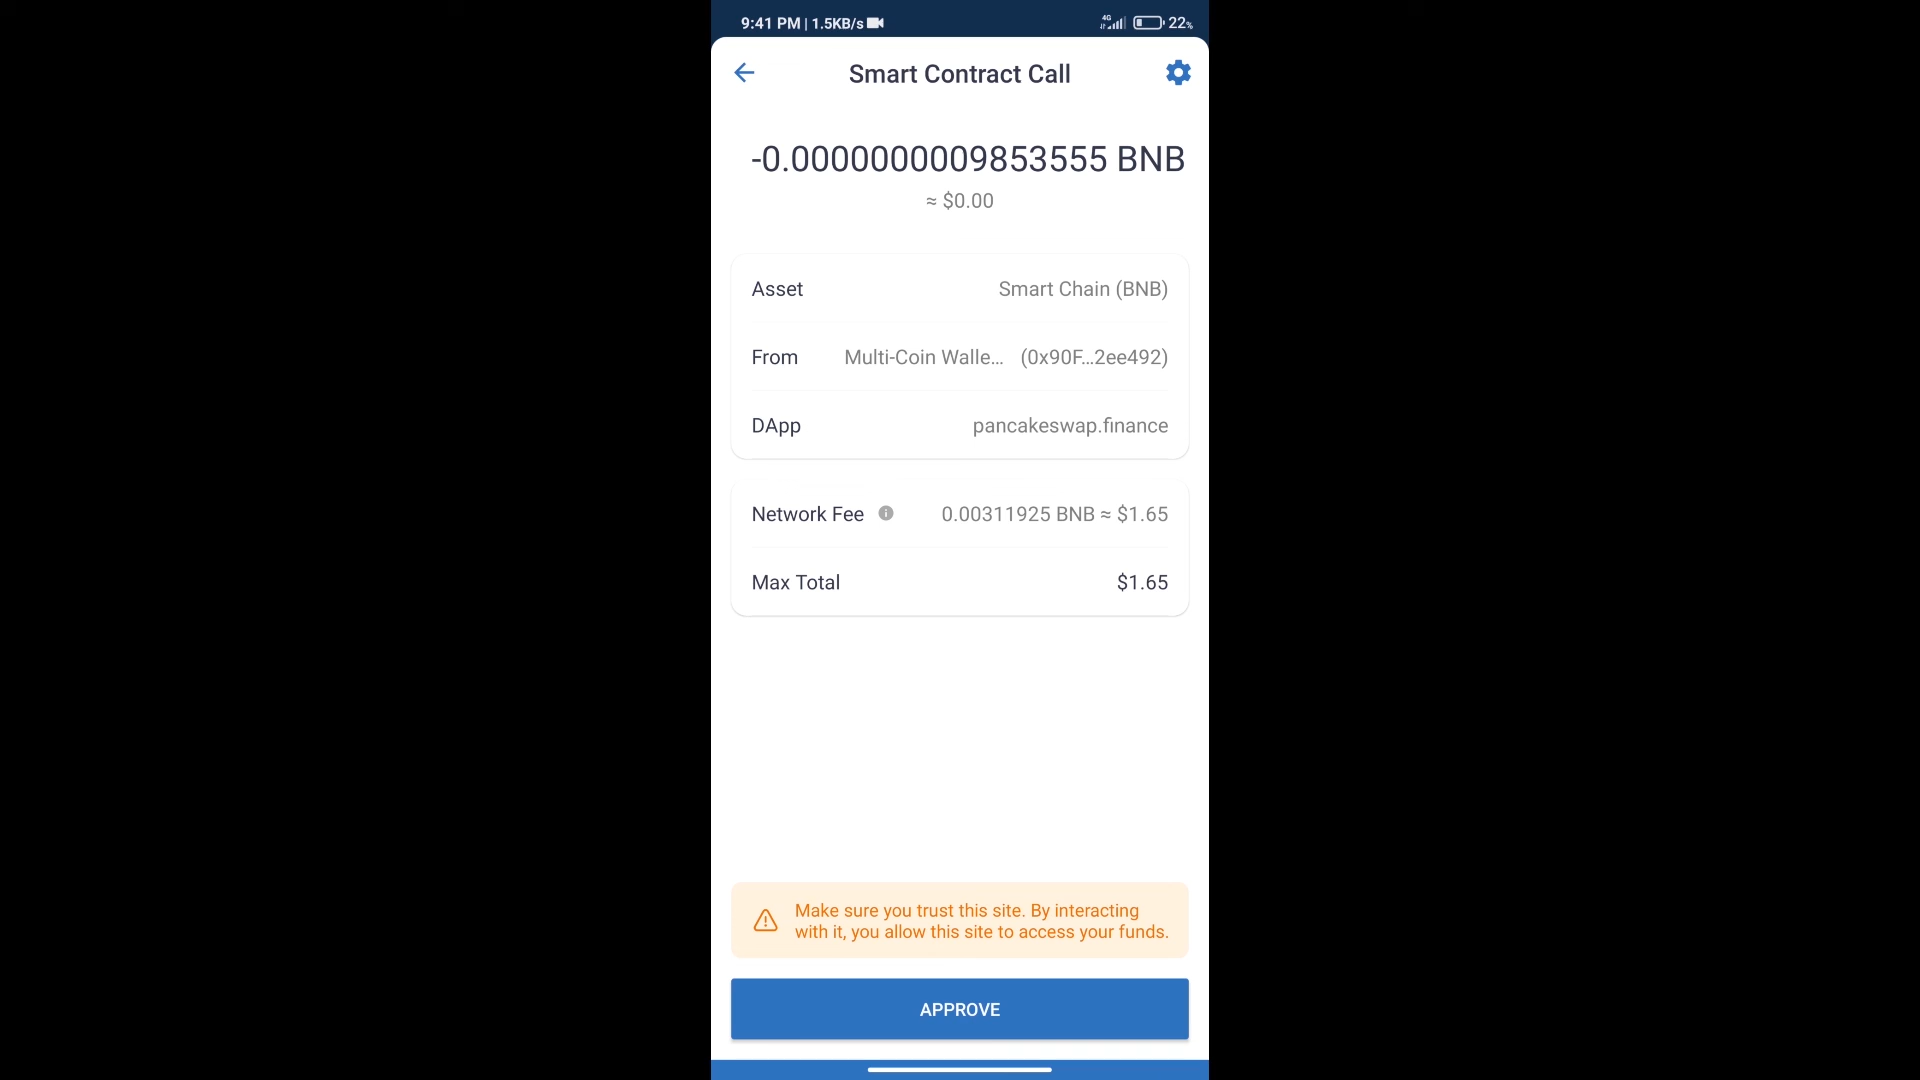 9:41 PM | 1.5KB/s 4G 22%
Smart Contract Call
-0.0000000009853555 BNB
≈ $0.00
Asset Smart Chain (BNB)
From Multi-Coin Walle... (0x90F...2ee492)
DApp pancakeswap.finance
Network Fee 0.00311925 BNB ≈ $1.65
Max Total $1.65
Make sure you trust this site. By interacting
with it, you allow this site to access your funds.
APPROVE